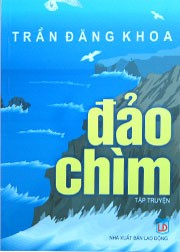 TRẦN ĐĂNG KHOA
đảo
chìm
TẬP TRUYỆN
NHÀ XUẤT BẢN LAO ĐỘNG